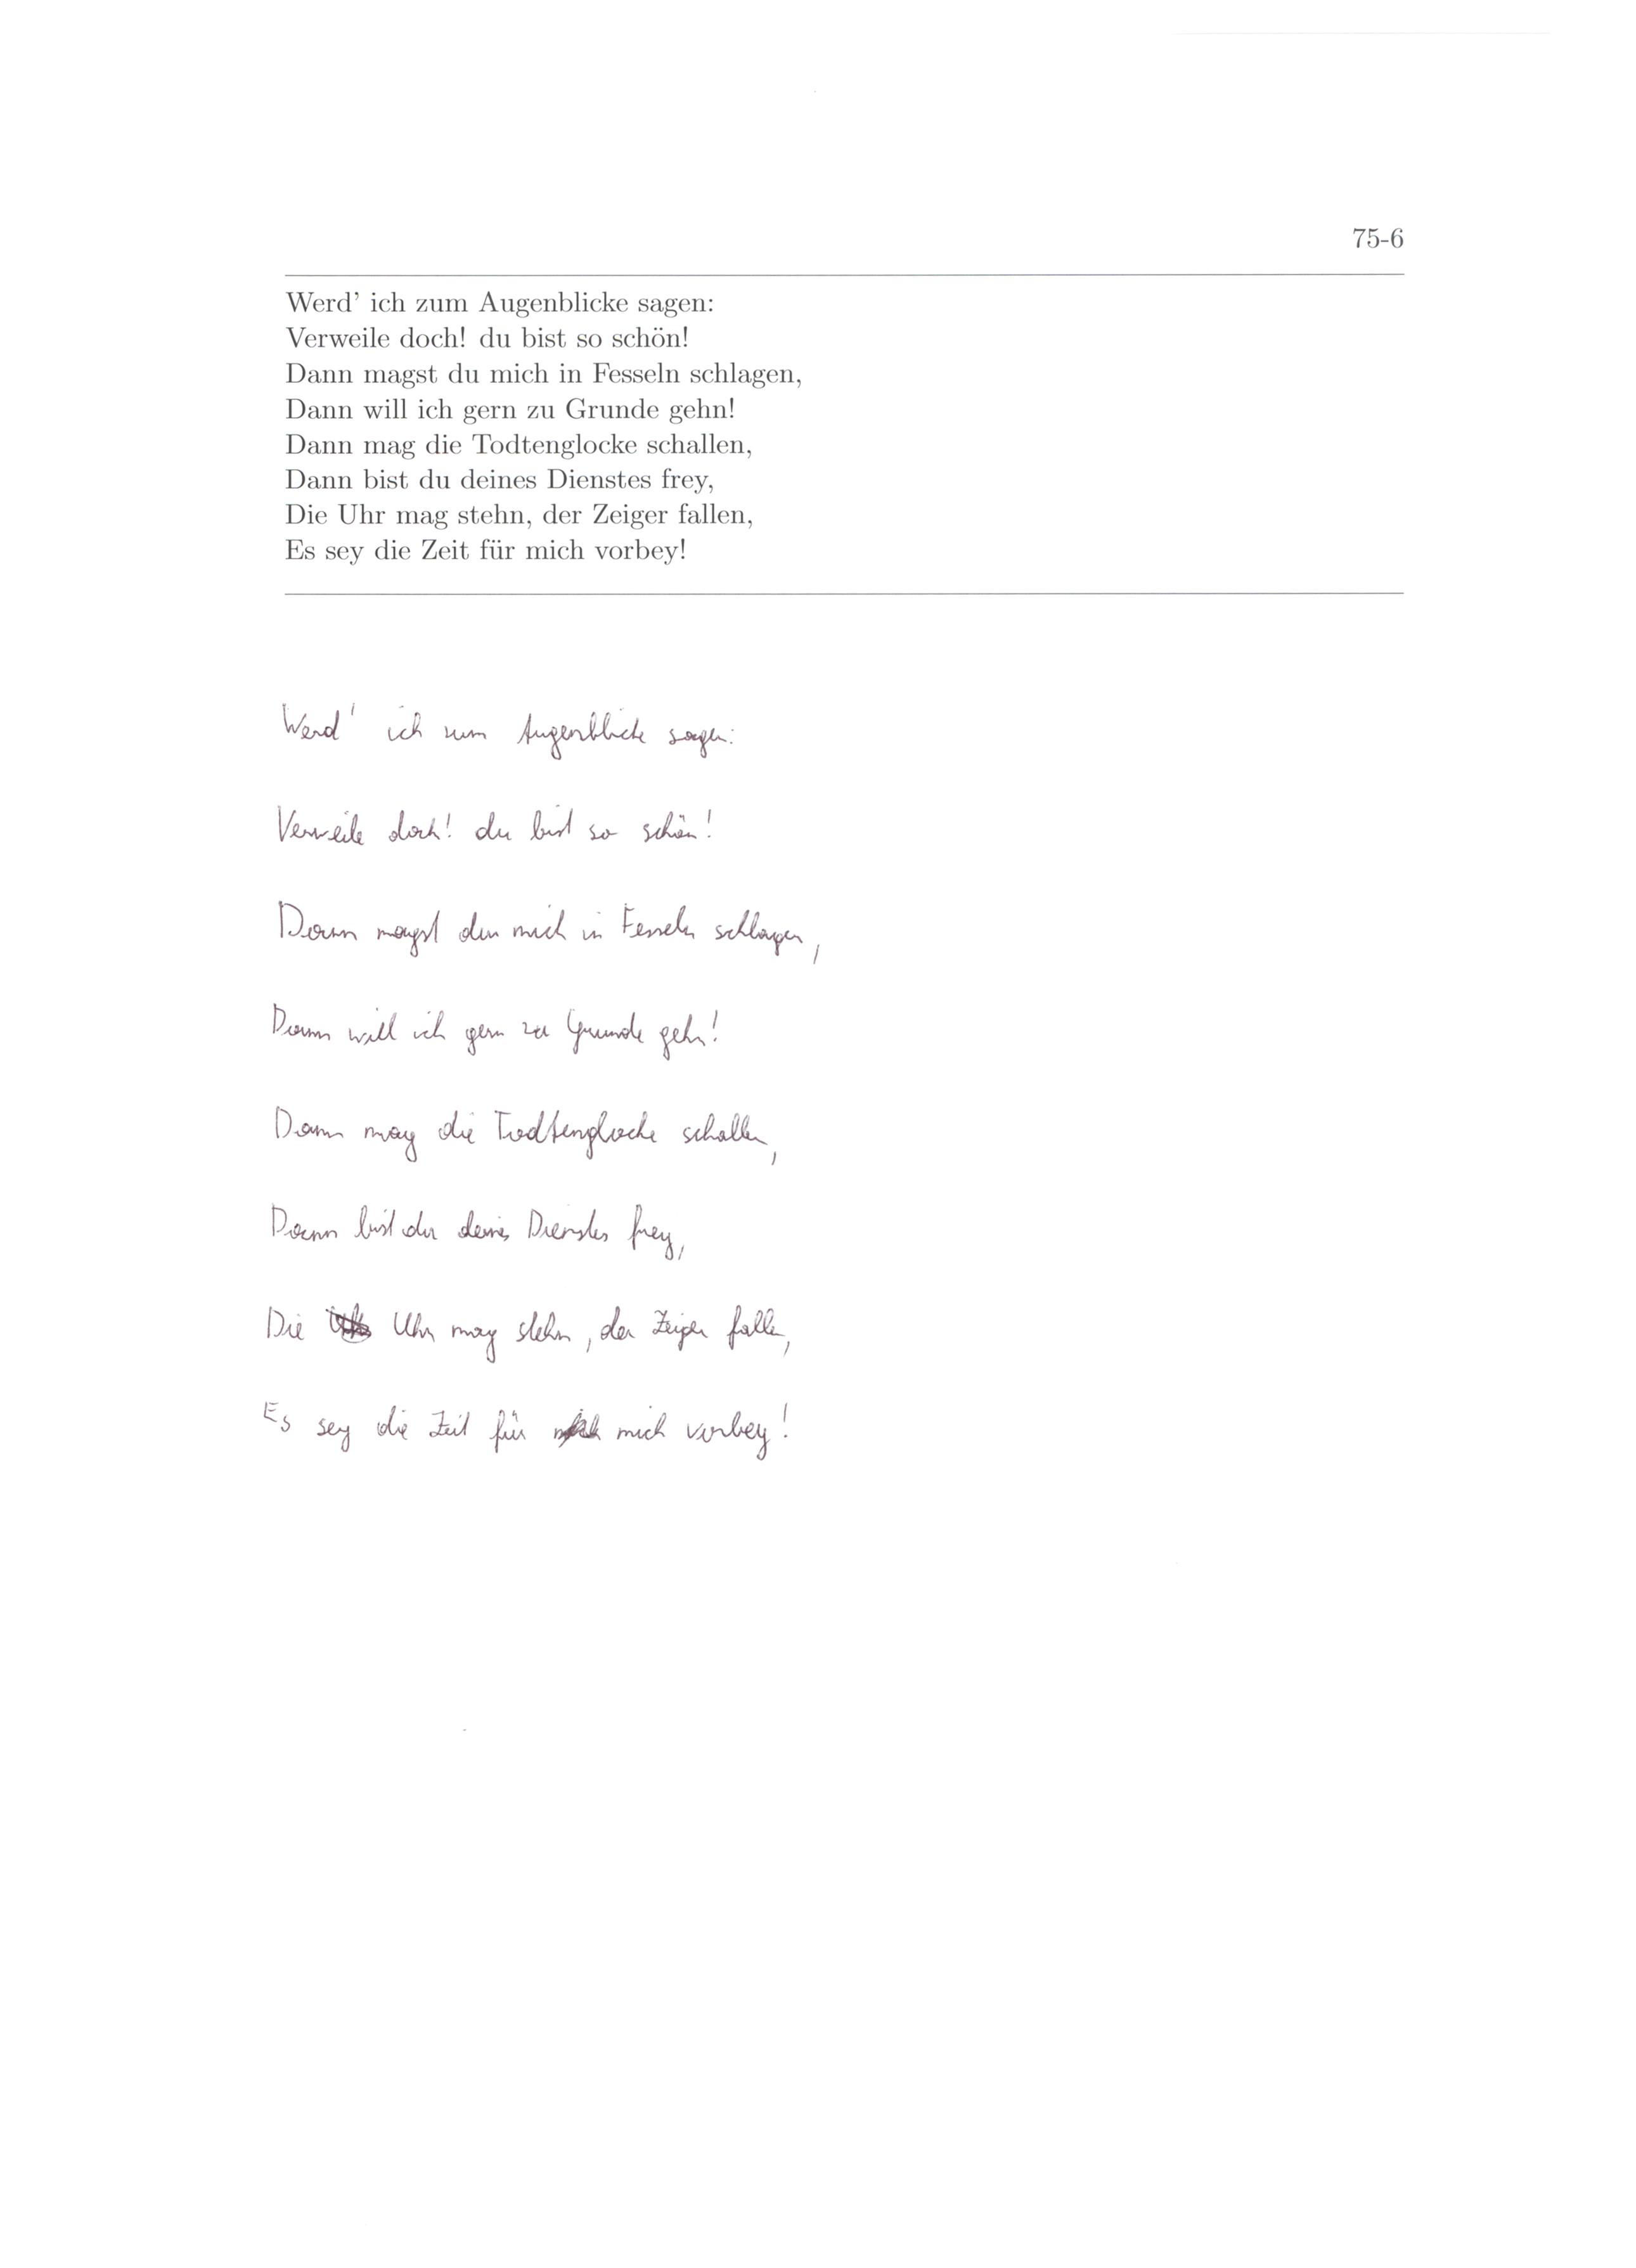 75-6
Werd' ich zum Augenblicke sagen:
Verweile doch! du bist so schön!
Dann magst du mich in Fesseln schlagen,
Dann will ich gern zu Grunde gehn!
Dann mag die Todtenglocke schallen,
Dann bist du deines Dienstes frey,
Die Uhr mag stehn, der Zeiger fallen,
Es sey die Zeit für mich vorbey!
Werd' ich zum Augenblicke sagen:
Verweile doch! du bist so schön!
Dann magst du mich in Fesseln schlagen,
Dann will ich gern zu Grunde gehn!
Dann mag die Todtenglocke schallen,
Dann bist du deines Dienstes frey,
Die Uhr mag stehn, der Zeiger fallen,
Es sey die Zeit für mich vorbey!